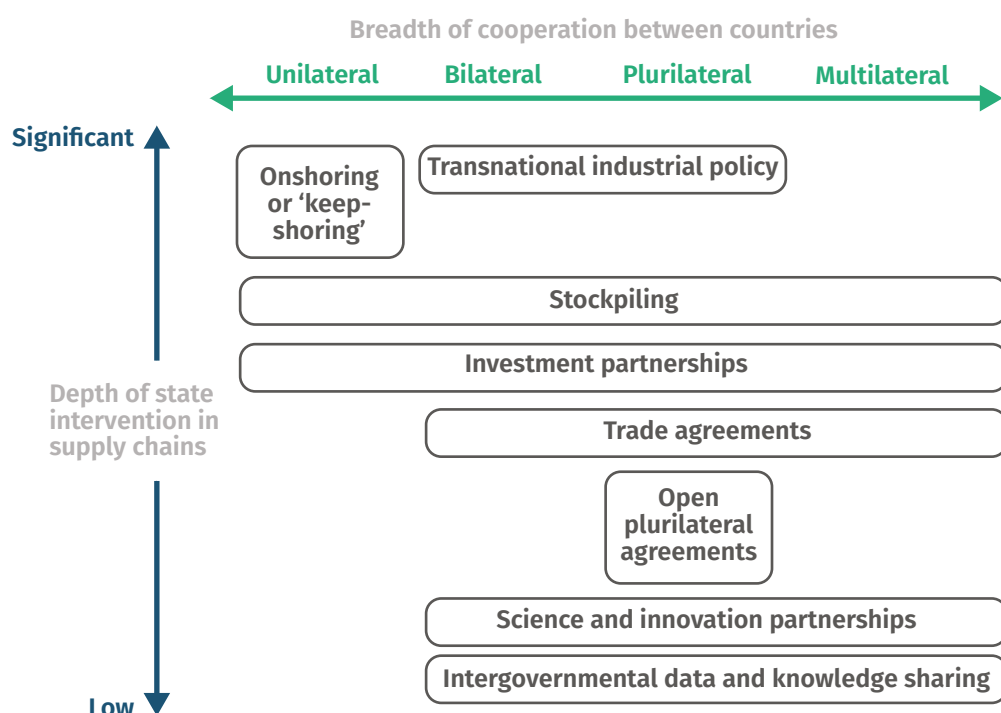 Breadth of cooperation between countries
Unilateral Bilateral Plurilateral Multilateral
Significant
Onshoring
or ‘keep-
shoring’
Transnational industrial policy
Stockpiling
Investment partnerships
Depth of state
intervention in
supply chains
Trade agreements
Open
plurilateral
agreements
Science and innovation partnerships
Intergovernmental data and knowledge sharing
Low